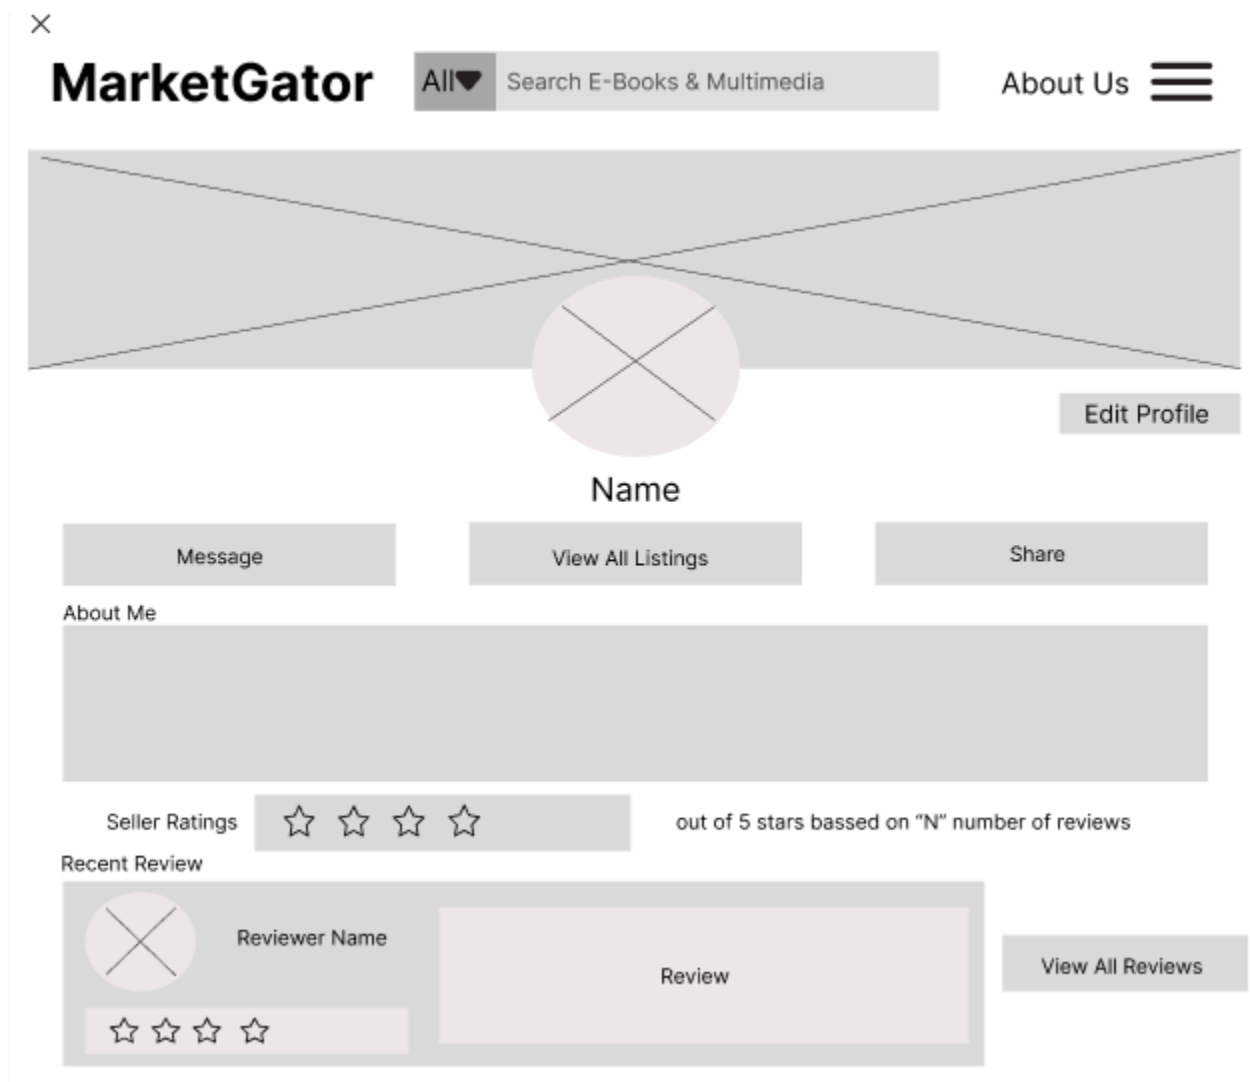 MarketGator
All Search E-Books & Multimedia
About Us
Edit Profile
Name
Message
View All Listings
Share
About Me
Seller Ratings
out of 5 stars bassed on “N” number of reviews
Recent Review
Reviewer Name
Review
View All Reviews